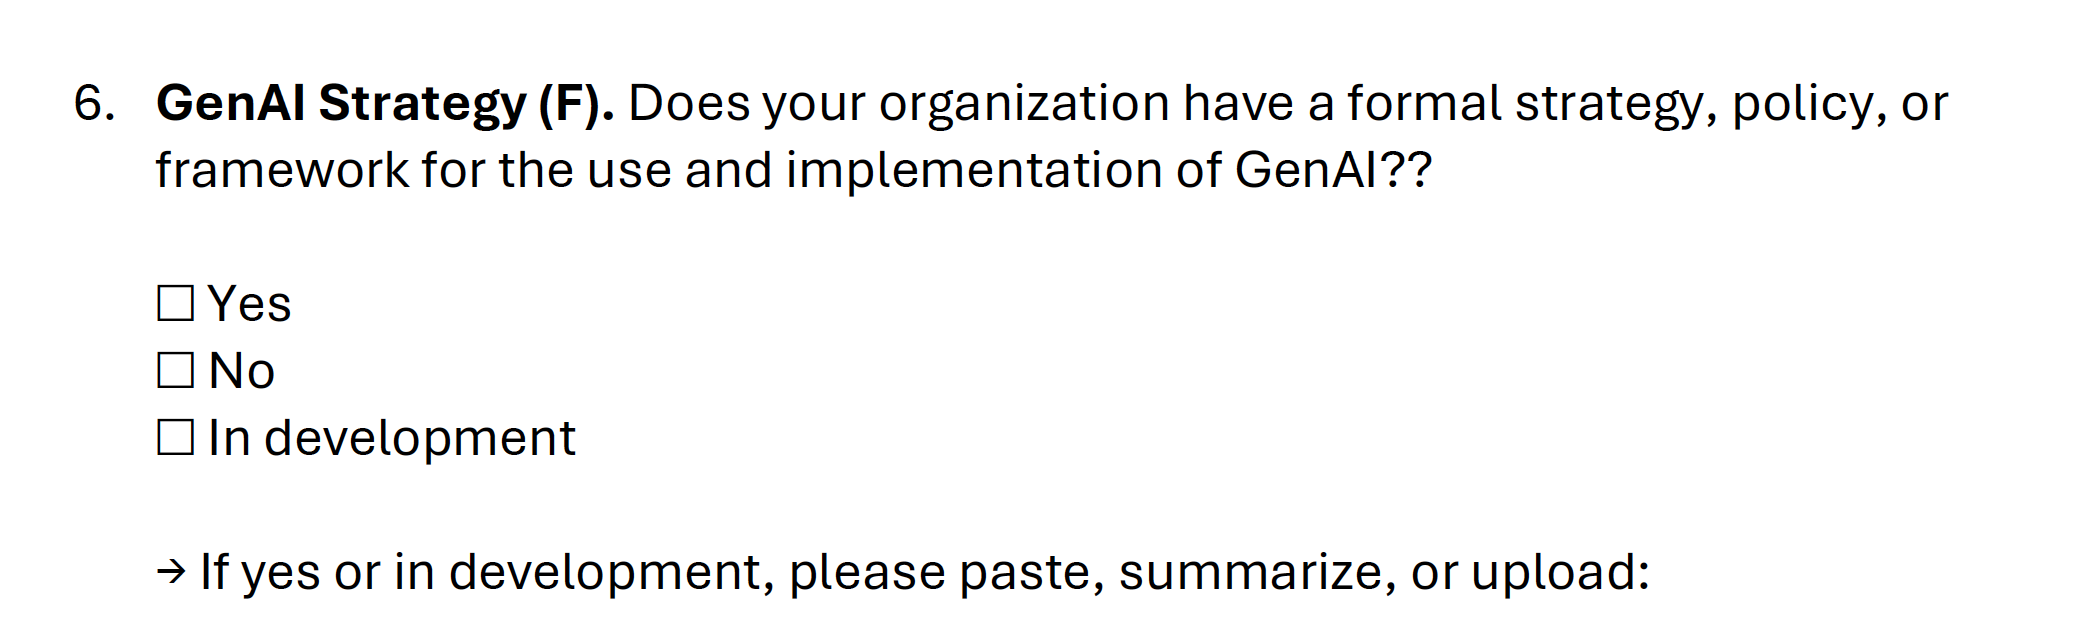 6. GenAI Strategy (F). Does your organization have a formal strategy, policy, or
framework for the use and implementation of GenAI??
☐ Yes
☐ No
☐ In development
→ If yes or in development, please paste, summarize, or upload: